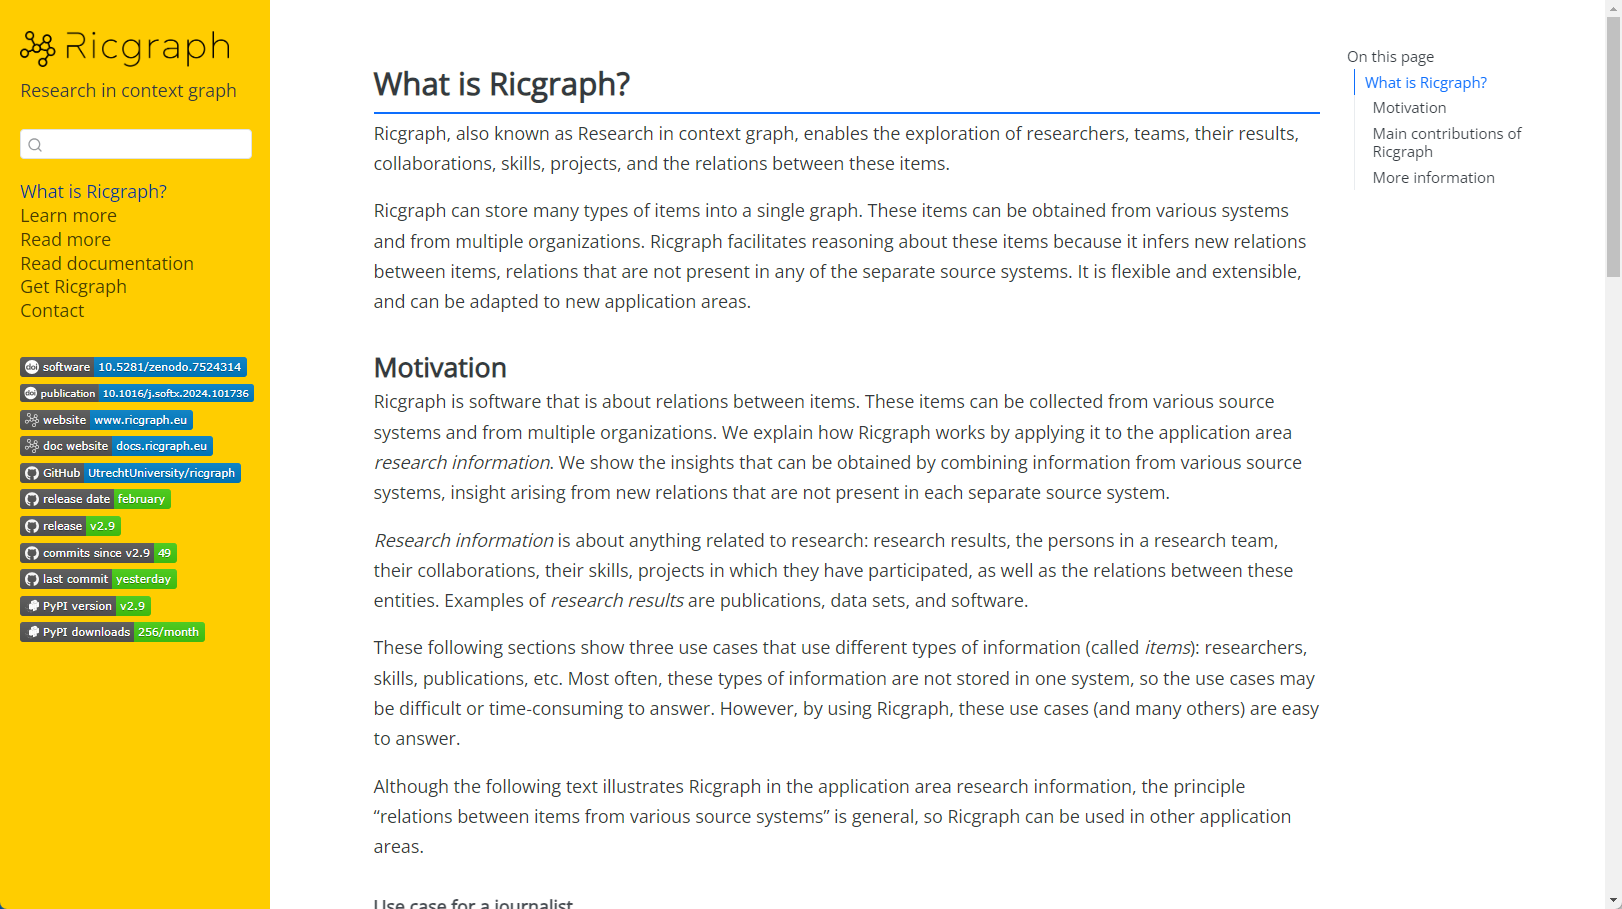 Ricgraph
Research in context graph
What is Ricgraph?
Learn more
Read more
Read documentation
Get Ricgraph
Contact
doi software 10.5281/zenodo.7524314
doi publication 10.1016/j.softx.2024.101736
website www.ricgraph.eu
doc website docs.ricgraph.eu
GitHub UtrechtUniversity/ricgraph
release date february
release v2.9
commits since v2.9 49
last commit yesterday
PyPI version v2.9
PyPI downloads 256/month
What is Ricgraph?
Ricgraph, also known as Research in context graph, enables the exploration of researchers, teams, their results,
collaborations, skills, projects, and the relations between these items.
Ricgraph can store many types of items into a single graph. These items can be obtained from various systems
and from multiple organizations. Ricgraph facilitates reasoning about these items because it infers new relations
between items, relations that are not present in any of the separate source systems. It is flexible and extensible,
and can be adapted to new application areas.
Motivation
Ricgraph is software that is about relations between items. These items can be collected from various source
systems and from multiple organizations. We explain how Ricgraph works by applying it to the application area
research information. We show the insights that can be obtained by combining information from various source
systems, insight arising from new relations that are not present in each separate source system.
Research information is about anything related to research: research results, the persons in a research team,
their collaborations, their skills, projects in which they have participated, as well as the relations between these
entities. Examples of research results are publications, data sets, and software.
These following sections show three use cases that use different types of information (called items): researchers,
skills, publications, etc. Most often, these types of information are not stored in one system, so the use cases may
be difficult or time-consuming to answer. However, by using Ricgraph, these use cases (and many others) are easy
to answer.
Although the following text illustrates Ricgraph in the application area research information, the principle
“relations between items from various source systems” is general, so Ricgraph can be used in other application
areas.
Use case for a journalist
On this page
What is Ricgraph?
Motivation
Main contributions of
Ricgraph
More information